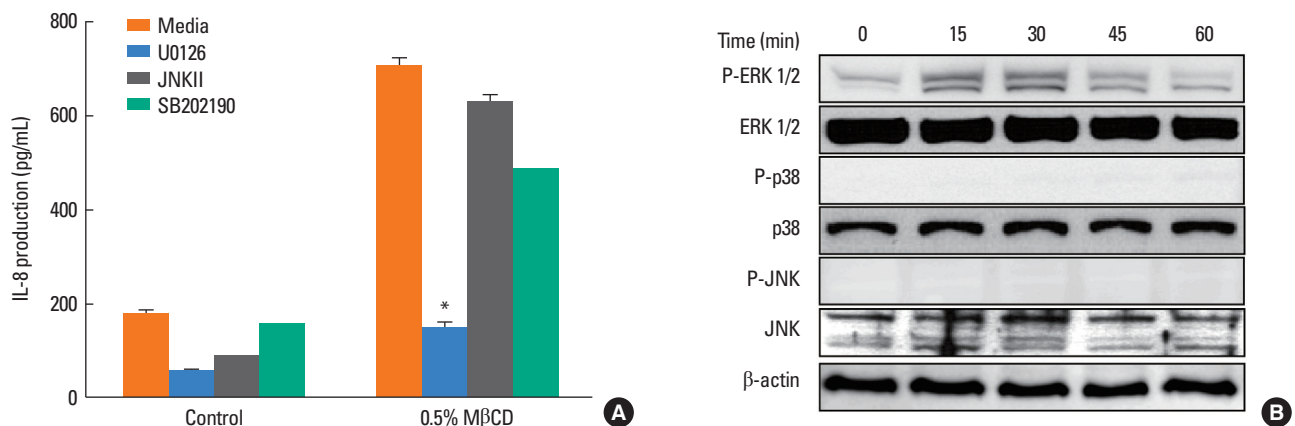 800
600
400
200
0
IL-8 production (pg/mL)
Media
U0126
JNKII
SB202190
*
Control
0.5% MβCD
A
Time (min) 0 15 30 45 60
P-ERK 1/2
ERK 1/2
P-p38
p38
P-JNK
JNK
β-actin
B